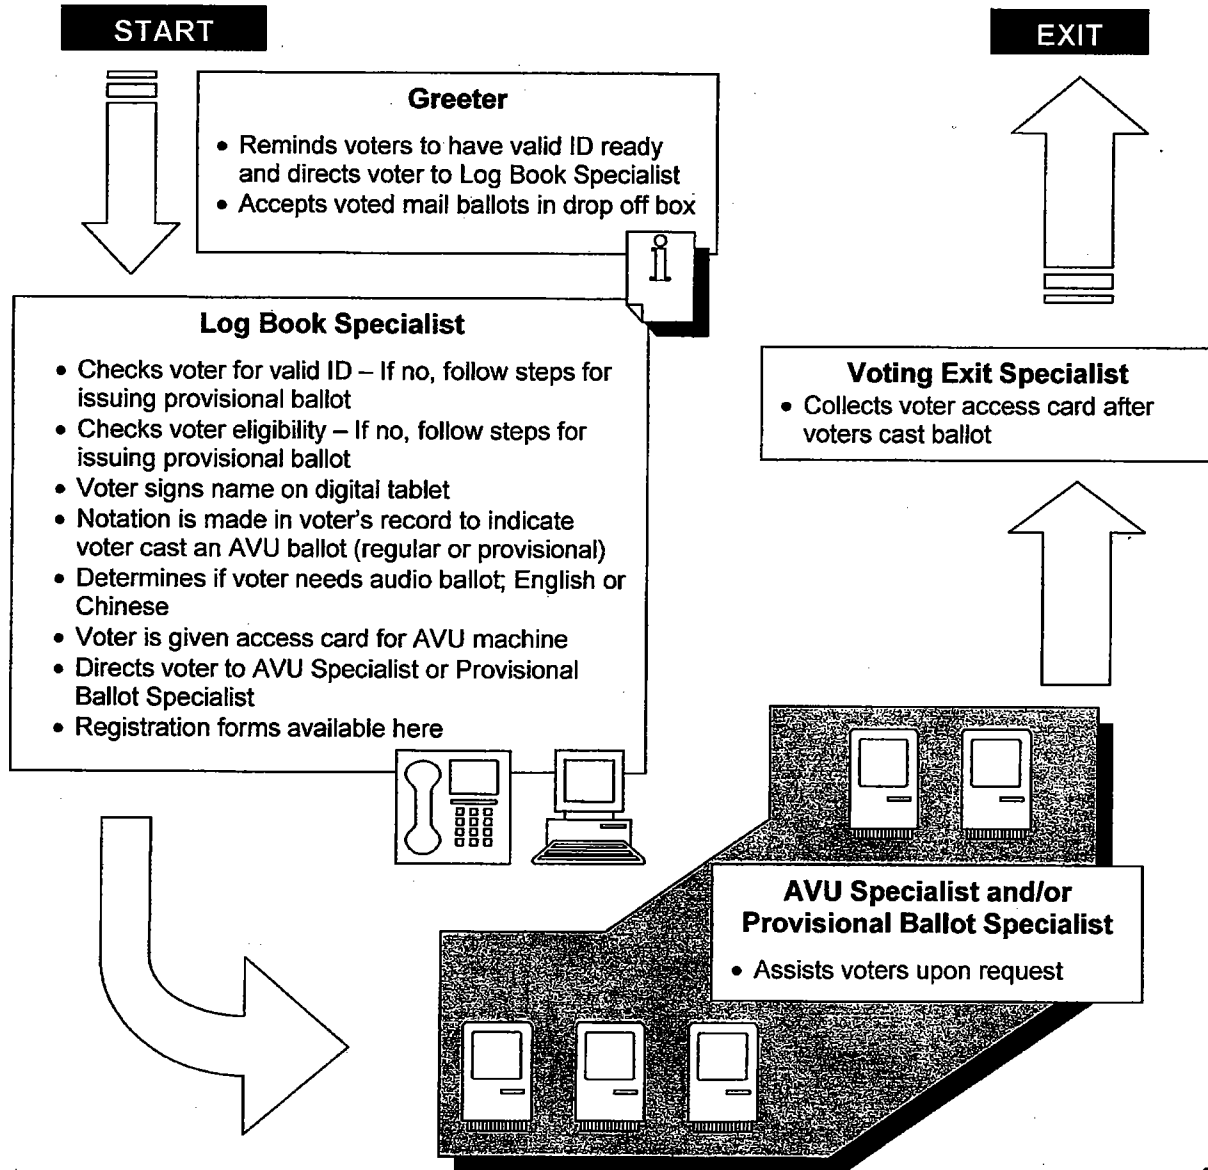 START
EXIT
Greeter
• Reminds voters to have valid ID ready
and directs voter to Log Book Specialist
• Accepts voted mail ballots in drop off box
Log Book Specialist
• Checks voter for valid ID – If no, follow steps for
issuing provisional ballot
• Checks voter eligibility – If no, follow steps for
issuing provisional ballot
• Voter signs name on digital tablet
• Notation is made in voter's record to indicate
voter cast an AVU ballot (regular or provisional)
• Determines if voter needs audio ballot; English or
Chinese
• Voter is given access card for AVU machine
• Directs voter to AVU Specialist or Provisional
Ballot Specialist
• Registration forms available here
AVU Specialist and/or
Provisional Ballot Specialist
• Assists voters upon request
Voting Exit Specialist
• Collects voter access card after
voters cast ballot